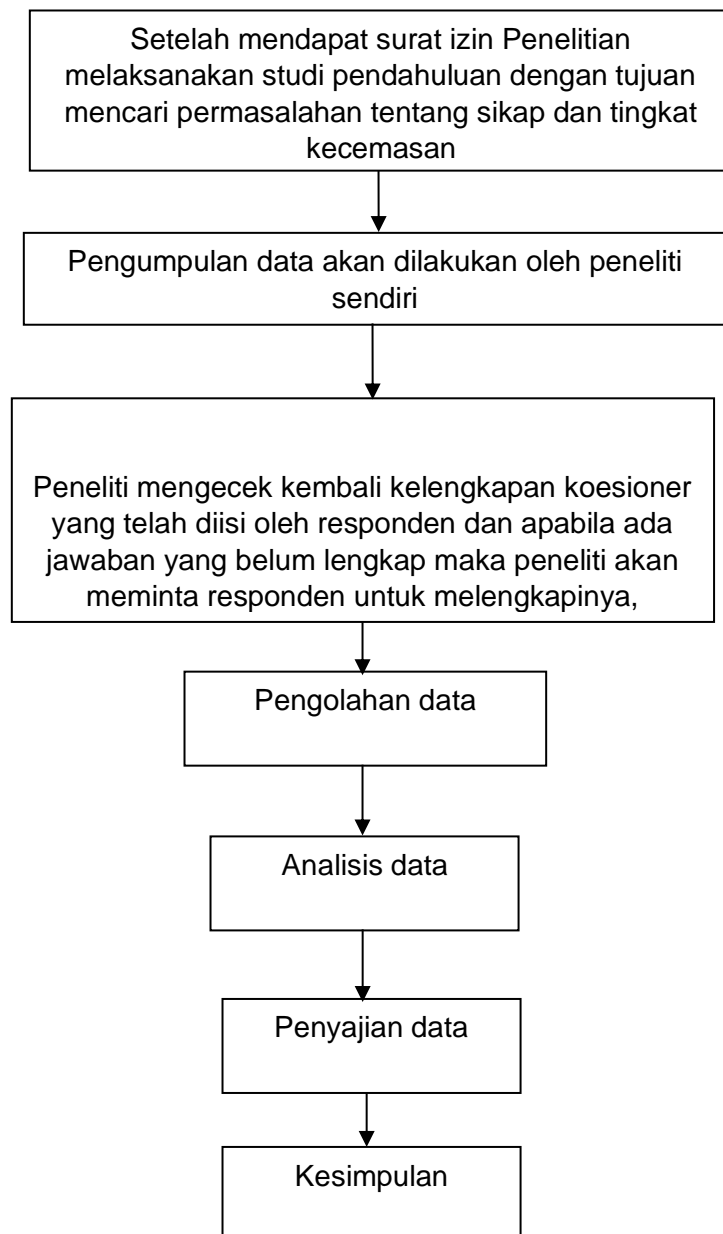 Setelah mendapat surat izin Penelitian
melaksanakan studi pendahuluan dengan tujuan
mencari permasalahan tentang sikap dan tingkat
kecemasan
Pengumpulan data akan dilakukan oleh peneliti
sendiri
Peneliti mengecek kembali kelengkapan koesioner
yang telah diisi oleh responden dan apabila ada
jawaban yang belum lengkap maka peneliti akan
meminta responden untuk melengkapinya,
Pengolahan data
Analisis data
Penyajian data
Kesimpulan